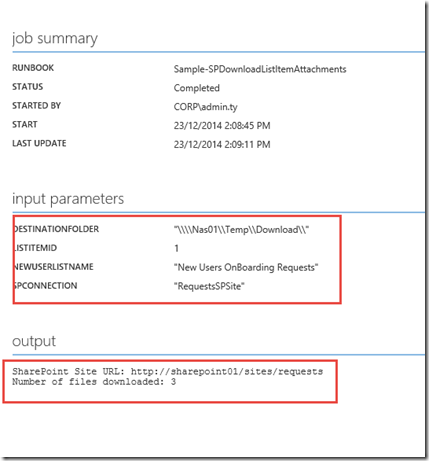 job summary
RUNBOOK Sample-SPDownloadListItemAttachments
STATUS Completed
STARTED BY CORP\admin.ty
START 23/12/2014 2:08:45 PM
LAST UPDATE 23/12/2014 2:09:11 PM
input parameters
DESTINATIONFOLDER "\\\\Nas01\\Temp\\Download\\"
LISTITEMID 1
NEWUSERLISTNAME "New Users OnBoarding Requests"
SPCONNECTION "RequestsSPSite"
output
SharePoint Site URL: http://sharepoint01/sites/requests
Number of files downloaded: 3